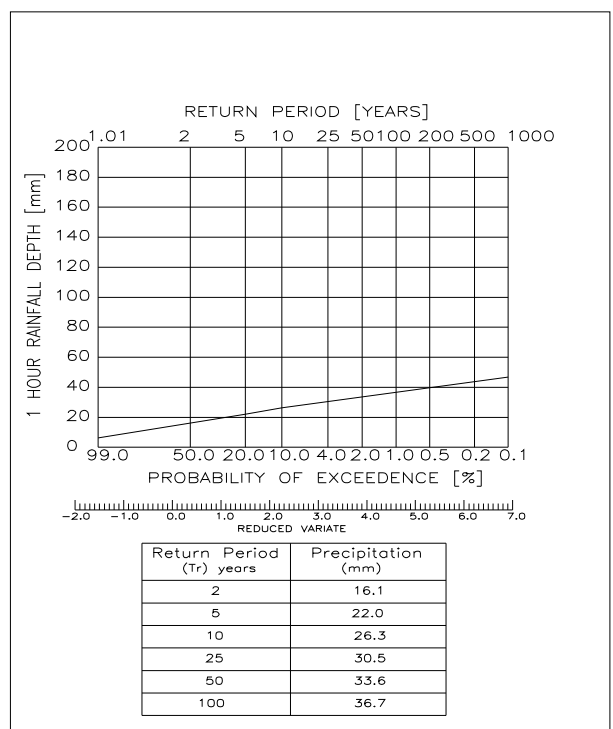 RETURN PERIOD [YEARS]
1.01 2 5 10 25 50 100 200 500 1000
200
180
160
140
120
100
80
60
40
20
0
1 HOUR RAINFALL DEPTH [mm]
99.0 50.0 20.0 10.0 4.0 2.0 1.0 0.5 0.2 0.1
PROBABILITY OF EXCEEDENCE [%]
-2.0 -1.0 0.0 1.0 2.0 3.0 4.0 5.0 6.0 7.0
REDUCED VARIATE
Return Period Precipitation
(Tr) years (mm)
2 16.1
5 22.0
10 26.3
25 30.5
50 33.6
100 36.7